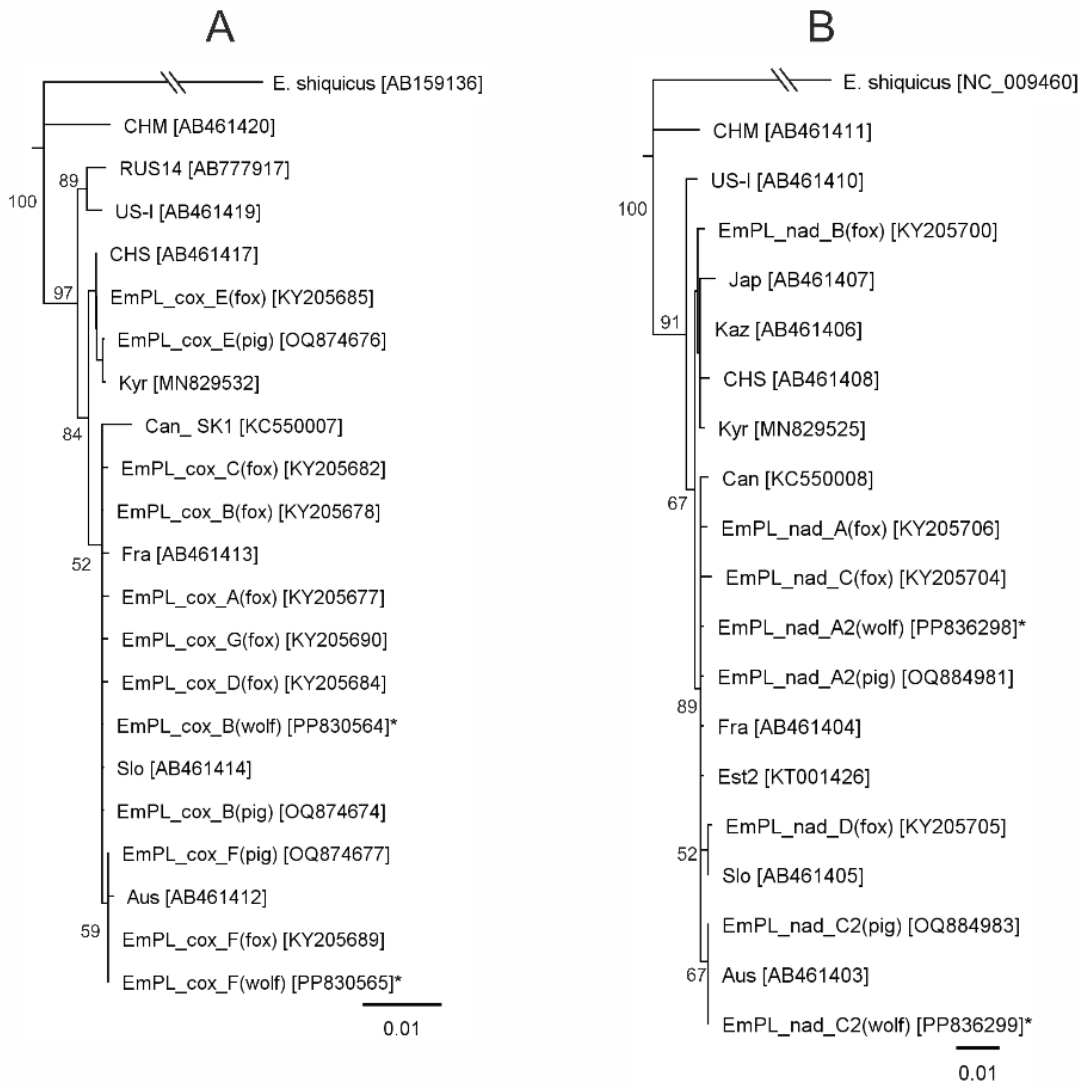 A
E. shiquicus [AB159136]
CHM [AB461420]
RUS14 [AB777917]
89
100
US-I [AB461419]
CHS [AB461417]
97
EmPL_cox_E(fox) [KY205685]
EmPL_cox_E(pig) [OQ874676]
Kyr [MN829532]
Can_ SK1 [KC550007]
84
EmPL_cox_C(fox) [KY205682]
EmPL_cox_B(fox) [KY205678]
Fra [AB461413]
52
EmPL_cox_A(fox) [KY205677]
EmPL_cox_G(fox) [KY205690]
EmPL_cox_D(fox) [KY205684]
EmPL_cox_B(wolf) [PP830564]*
Slo [AB461414]
EmPL_cox_B(pig) [OQ874674]
EmPL_cox_F(pig) [OQ874677]
Aus [AB461412]
59
EmPL_cox_F(fox) [KY205689]
EmPL_cox_F(wolf) [PP830565]*
0.01
B
E. shiquicus [NC_009460]
CHM [AB461411]
US-I [AB461410]
100
EmPL_nad_B(fox) [KY205700]
Jap [AB461407]
91
Kaz [AB461406]
CHS [AB461408]
Kyr [MN829525]
Can [KC550008]
67
EmPL_nad_A(fox) [KY205706]
EmPL_nad_C(fox) [KY205704]
EmPL_nad_A2(wolf) [PP836298]*
EmPL_nad_A2(pig) [OQ884981]
89
Fra [AB461404]
Est2 [KT001426]
EmPL_nad_D(fox) [KY205705]
52
Slo [AB461405]
EmPL_nad_C2(pig) [OQ884983]
67
Aus [AB461403]
EmPL_nad_C2(wolf) [PP836299]*
0.01